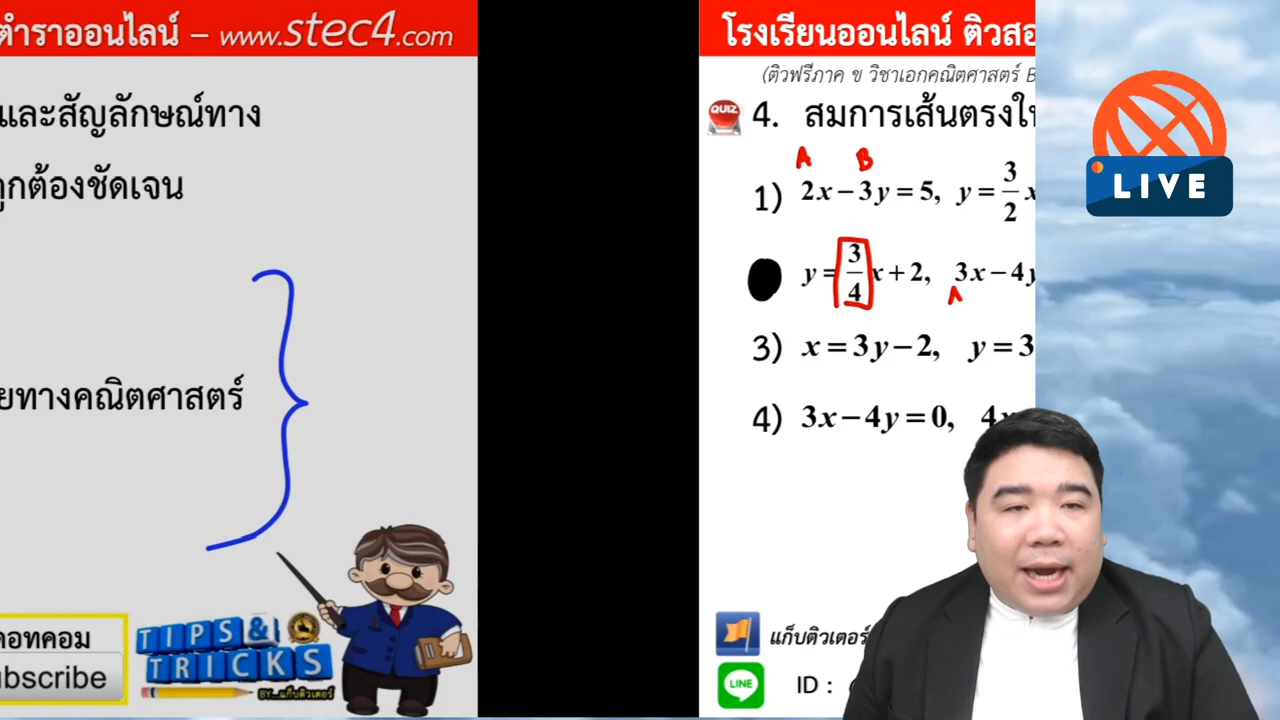 ตำราออนไลน์ – www.stec4.com
และสัญลักษณ์ทาง
ถูกต้องชัดเจน
ยทางคณิตศาสตร์
ดอทคอม
ubscribe
TIPS &
TRICKS
BY...แก็บติวเตอร์
โรงเรียนออนไลน์ ติวสอ
(ติวฟรีภาค ข วิชาเอกคณิตศาสตร์
QUIZ
4. สมการเส้นตรงใ
A B
1) 2x – 3y = 5, y = 3/2 x
y = 3/4 x + 2, 3x – 4y
A
3) x = 3y – 2, y = 3
4) 3x – 4y = 0, 4x
แก็บติวเตอร์
LINE
ID :
LIVE